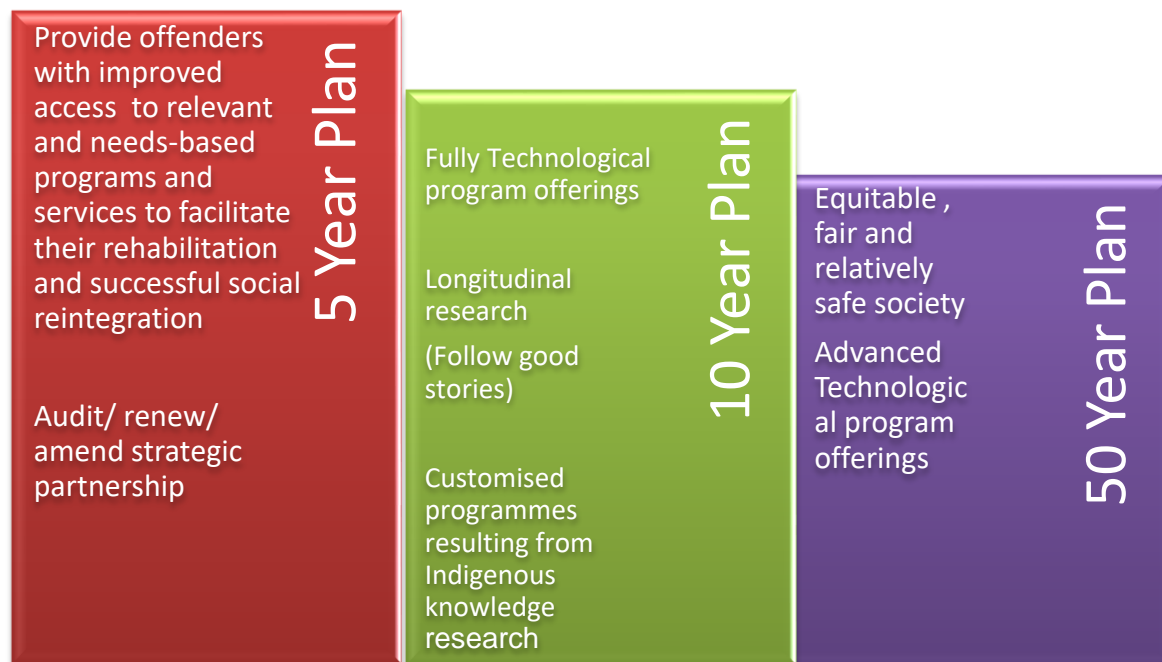 Provide offenders
with improved
access  to relevant
and needs-based
programs and
services to facilitate
their rehabilitation
and successful social
reintegration
Audit/ renew/
amend strategic
partnership
5 Year Plan
Fully Technological
program offerings
Longitudinal
research
(Follow good
stories)
Customised
programmes
resulting from
Indigenous
knowledge
research
10 Year Plan
Equitable ,
fair and
relatively
safe society
Advanced
Technologic
al program
offerings
50 Year Plan